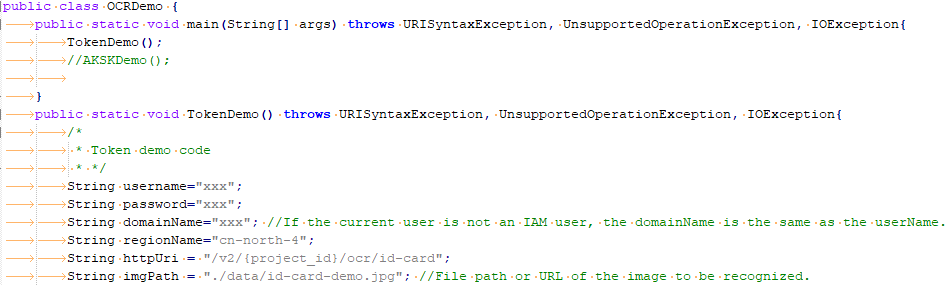 public class OCRDemo {
public static void main(String[] args) throws URISyntaxException, UnsupportedOperationException, IOException{
TokenDemo();
//AKSKDemo();
}
public static void TokenDemo() throws URISyntaxException, UnsupportedOperationException, IOException{
/*
* Token demo code
* */
String username="xxx";
String password="xxx";
String domainName="xxx"; //If the current user is not an IAM user, the domainName is the same as the userName.
String regionName="cn-north-4";
String httpUri = "/v2/{project_id}/ocr/id-card";
String imgPath = "./data/id-card-demo.jpg"; //File path or URL of the image to be recognized.